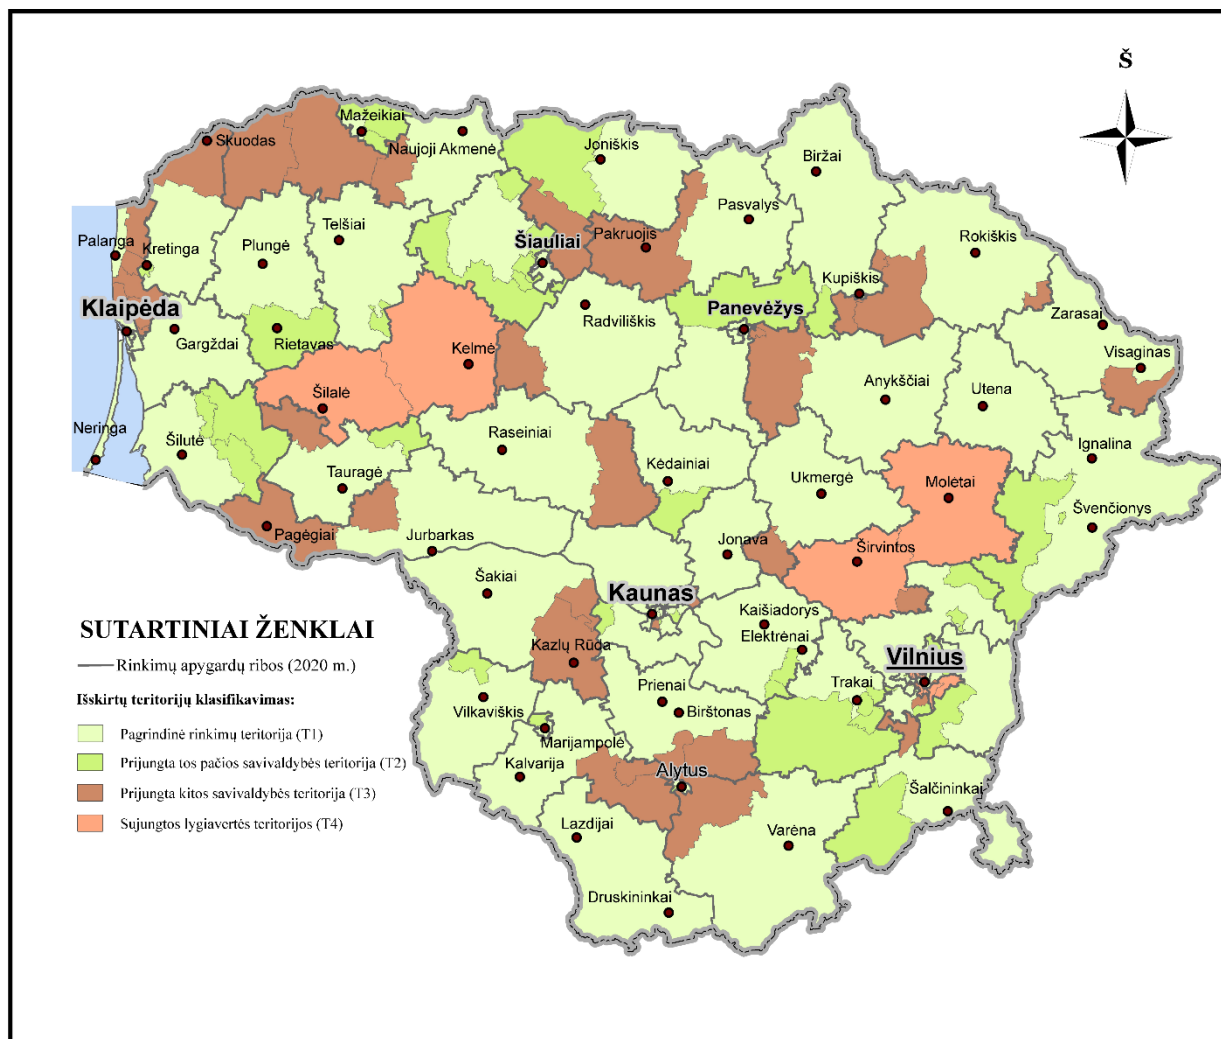 Š
Mažeikiai
Skuodas
Naujoji Akmenė
Joniškis
Biržai
Pasvalys
Telšiai
Palanga
Kretinga
Plungė
Šiauliai
Pakruojis
Rokiškis
Kupiškis
Klaipėda
Panevėžys
Zarasai
Gargždai
Rietavas
Radviliškis
Visaginas
Kelmė
Anykščiai
Utena
Šilalė
Neringa
Šilutė
Raseiniai
Ignalina
Tauragė
Kėdainiai
Ukmergė
Molėtai
Švenčionys
Pagėgiai
Jurbarkas
Jonava
Širvintos
Šakiai
Kaunas
Kaišiadorys
SUTARTINIAI ŽENKLAI
Kazlų Rūda
Elektrėnai
Vilnius
Rinkimų apygardų ribos (2020 m.)
Prienai
Trakai
Išskirtų teritorijų klasifikavimas:
Vilkaviškis
Birštonas
Pagrindinė rinkimų teritorija (T1)
Marijampolė
Prijungta tos pačios savivaldybės teritorija (T2)
Kalvarija
Alytus
Prijungta kitos savivaldybės teritorija (T3)
Šalčininkai
Sujungtos lygiavertės teritorijos (T4)
Lazdijai
Varėna
Druskininkai